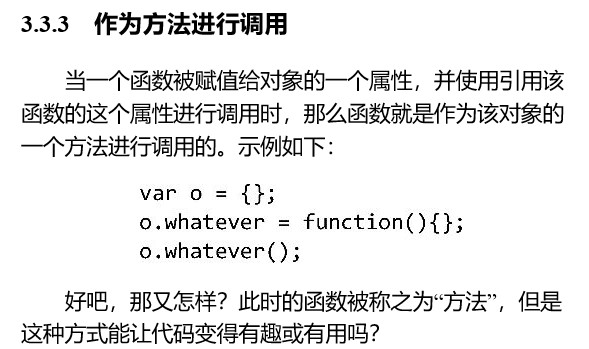 3.3.3 作为方法进行调用
当一个函数被赋值给对象的一个属性，并使用引用该
函数的这个属性进行调用时，那么函数就是作为该对象的
一个方法进行调用的。示例如下：
var o = {};
o.whatever = function(){};
o.whatever();
好吧，那又怎样？此时的函数被称之为“方法”，但是
这种方式能让代码变得有趣或有用吗？